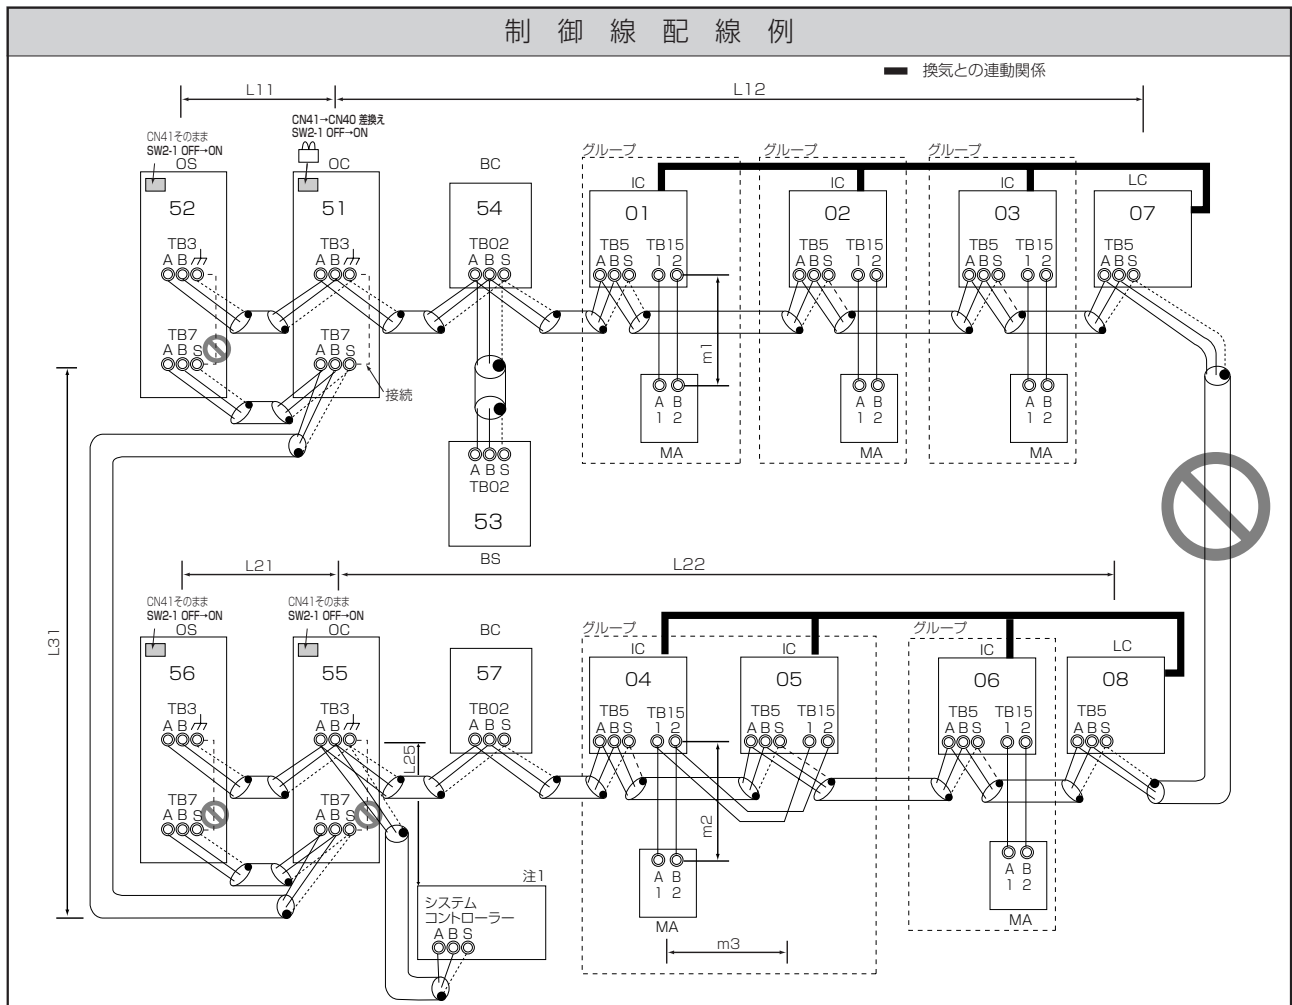 制御線配線例
換気との連動関係
L11
L12
CN41そのまま
SW2-1 OFF→ON
OS
CN41→CN40 差換え
SW2-1 OFF→ON
OC
BC
グループ
IC
グループ
IC
グループ
IC
LC
52
51
54
01
02
03
07
TB3
A B
TB3
A B
TB02
A B S
TB5
A B S
TB15
1 2
TB5
A B S
TB15
1 2
TB5
A B S
TB15
1 2
TB5
A B S
TB7
A B S
TB7
A B S
接続
m1
A B
1 2
MA
A B
1 2
MA
A B
1 2
MA
A B S
TB02
53
BS
L31
L21
L22
CN41そのまま
SW2-1 OFF→ON
OS
CN41そのまま
SW2-1 OFF→ON
OC
BC
グループ
IC
IC
グループ
IC
LC
56
55
57
04
05
06
08
TB3
A B
TB3
A B
L25
TB02
A B S
TB5
A B S
TB15
1 2
TB5
A B S
TB15
1 2
TB5
A B S
TB15
1 2
TB5
A B S
TB7
A B S
TB7
A B S
m2
A B
1 2
MA
A B
1 2
MA
注1
システム
コントローラー
A B S
m3